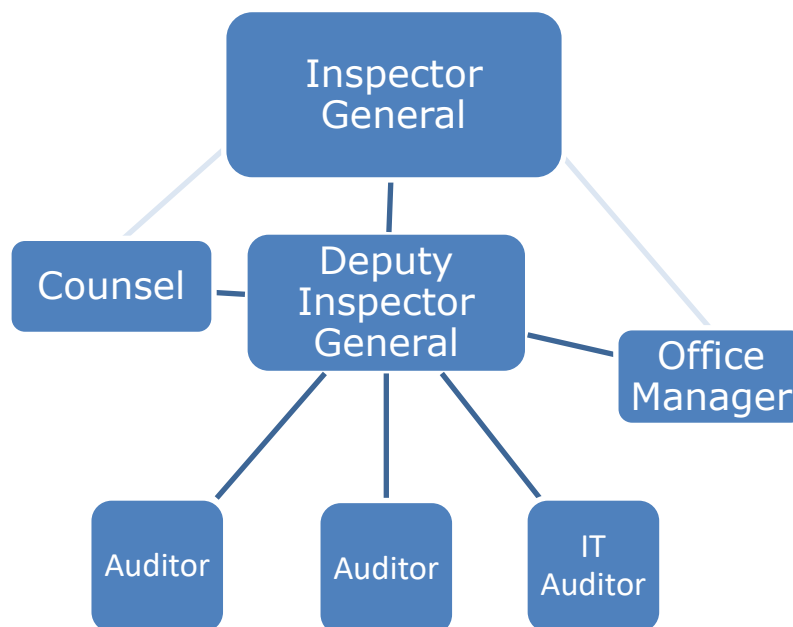 Inspector
General
Counsel
Deputy
Inspector
General
Office
Manager
Auditor
Auditor
IT
Auditor